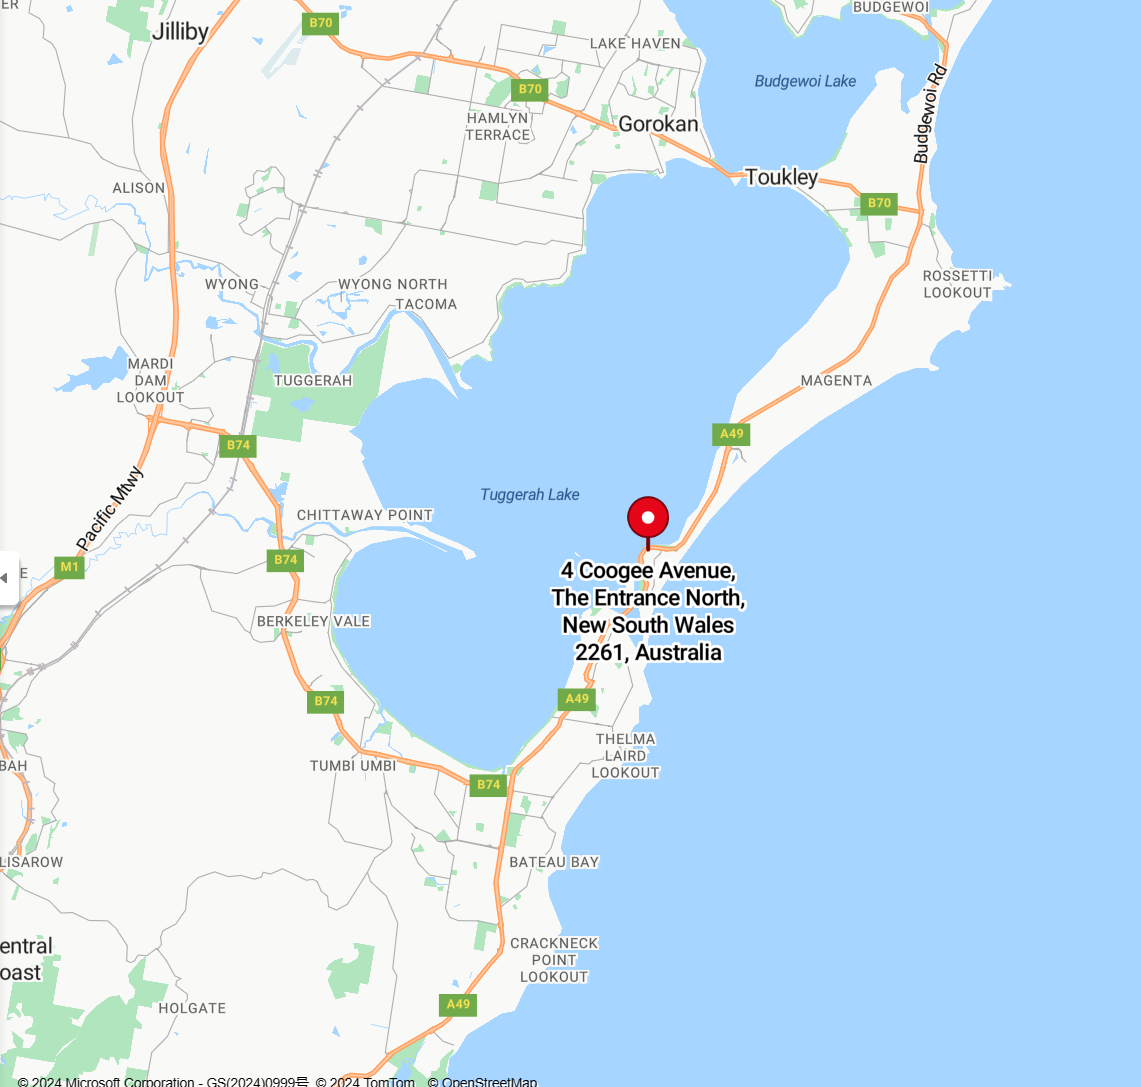 ER
BUDGEWOI
Jilliby
B70
LAKE HAVEN
Budgewoi Lake
B70
Budgewoi Rd
HAMLYN
TERRACE
Gorokan
Toukley
ALISON
B70
WYONG
WYONG NORTH
ROSSETTI
LOOKOUT
TACOMA
MARDI
DAM
LOOKOUT
TUGGERAH
MAGENTA
A49
B74
Pacific Mtwy
Tuggerah Lake
CHITTAWAY POINT
B74
M1
E
4 Coogee Avenue,
The Entrance North,
New South Wales
2261, Australia
BERKELEY VALE
B74
A49
THELMA
LAIRD
LOOKOUT
BAH
TUMBI UMBI
B74
LISAROW
BATEAU BAY
entral
oast
CRACKNECK
POINT
LOOKOUT
HOLGATE
A49
© 2024 Microsoft Corporation - GS(2024)0999号 © 2024 TomTom © OpenStreetMap